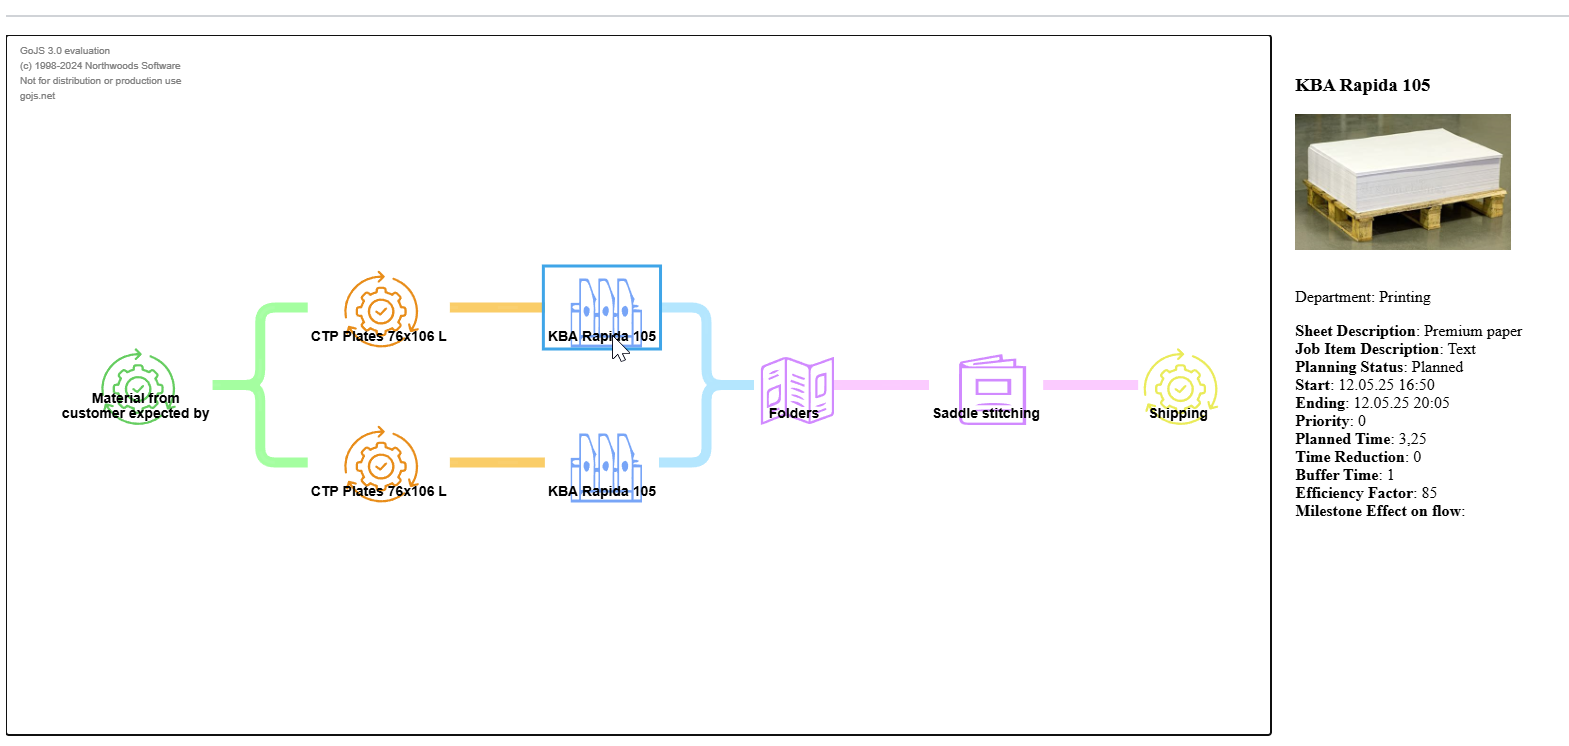 GoJS 3.0 evaluation
(c) 1998-2024 Northwoods Software
Not for distribution or production use
gojs.net
Material from
customer expected by
CTP Plates 76x106 L
KBA Rapida 105
CTP Plates 76x106 L
KBA Rapida 105
Folders
Saddle stitching
Shipping
KBA Rapida 105
Department: Printing
Sheet Description: Premium paper
Job Item Description: Text
Planning Status: Planned
Start: 12.05.25 16:50
Ending: 12.05.25 20:05
Priority: 0
Planned Time: 3,25
Time Reduction: 0
Buffer Time: 1
Efficiency Factor: 85
Milestone Effect on flow: